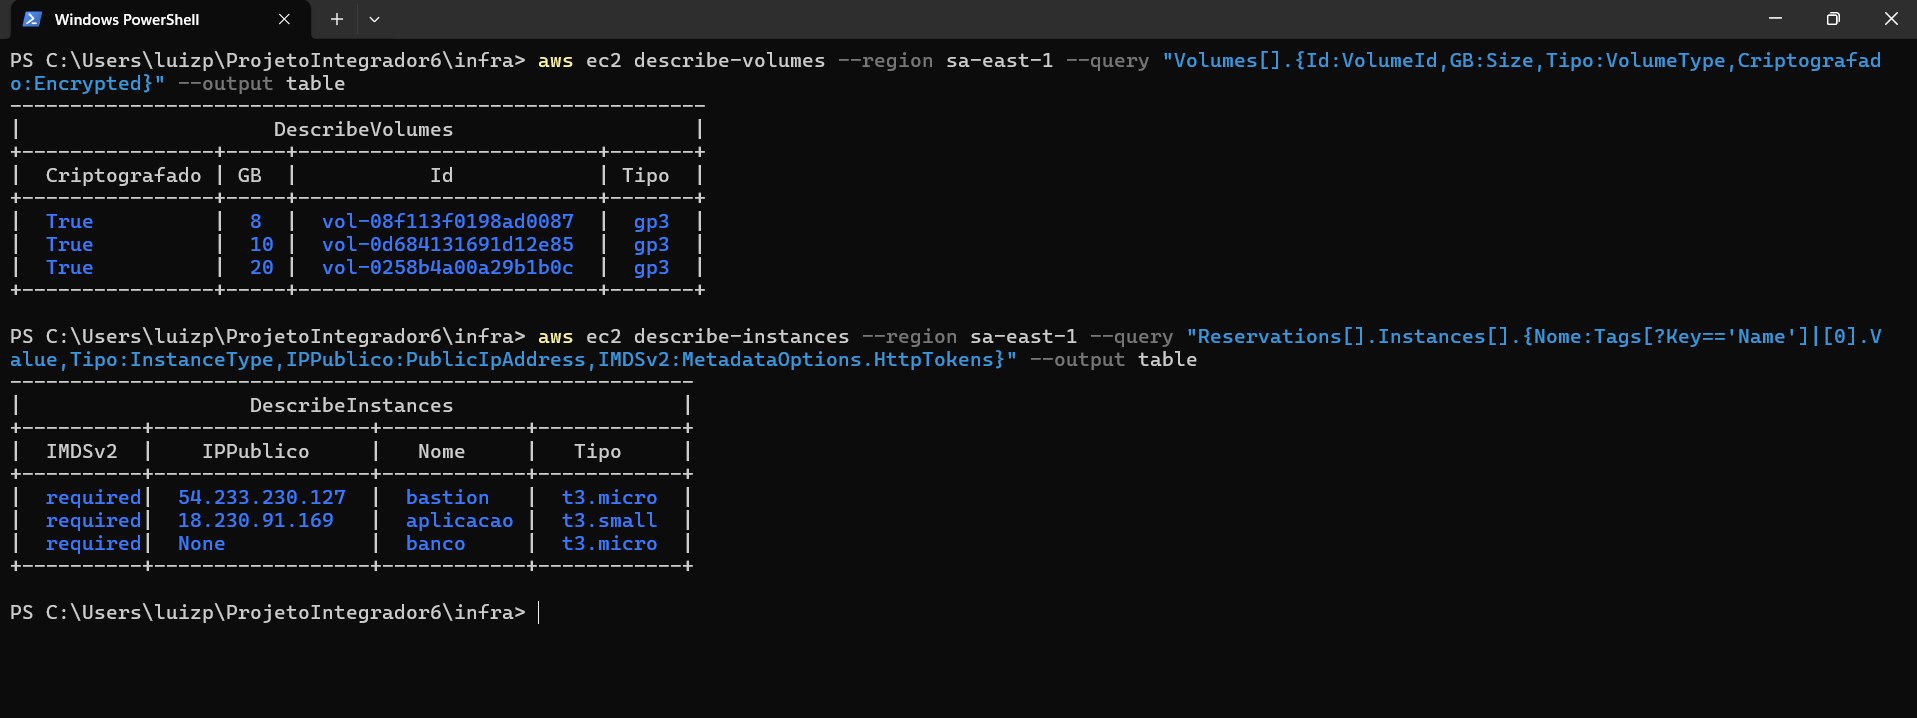 Windows PowerShell
PS C:\Users\luizp\ProjetoIntegrador6\infra> aws ec2 describe-volumes --region sa-east-1 --query "Volumes[].{Id:VolumeId,GB:Size,Tipo:VolumeType,Criptografad
o:Encrypted}" --output table
----------------------------------------------------------
|                     DescribeVolumes                    |
+----------------+-----+-------------------------+-------+
|  Criptografado | GB  |           Id            | Tipo  |
+----------------+-----+-------------------------+-------+
|  True          |  8  |  vol-08f113f0198ad0087  |  gp3  |
|  True          |  10 |  vol-0d684131691d12e85  |  gp3  |
|  True          |  20 |  vol-0258b4a00a29b1b0c  |  gp3  |
+----------------+-----+-------------------------+-------+
PS C:\Users\luizp\ProjetoIntegrador6\infra> aws ec2 describe-instances --region sa-east-1 --query "Reservations[].Instances[].{Nome:Tags[?Key=='Name']|[0].V
alue,Tipo:InstanceType,IPPublico:PublicIpAddress,IMDSv2:MetadataOptions.HttpTokens}" --output table
---------------------------------------------------------
|                   DescribeInstances                   |
+----------+------------------+------------+------------+
|  IMDSv2  |    IPPublico     |   Nome     |   Tipo     |
+----------+------------------+------------+------------+
|  required|  54.233.230.127  |  bastion   |  t3.micro  |
|  required|  18.230.91.169   |  aplicacao |  t3.small  |
|  required|  None            |  banco     |  t3.micro  |
+----------+------------------+------------+------------+
PS C:\Users\luizp\ProjetoIntegrador6\infra>